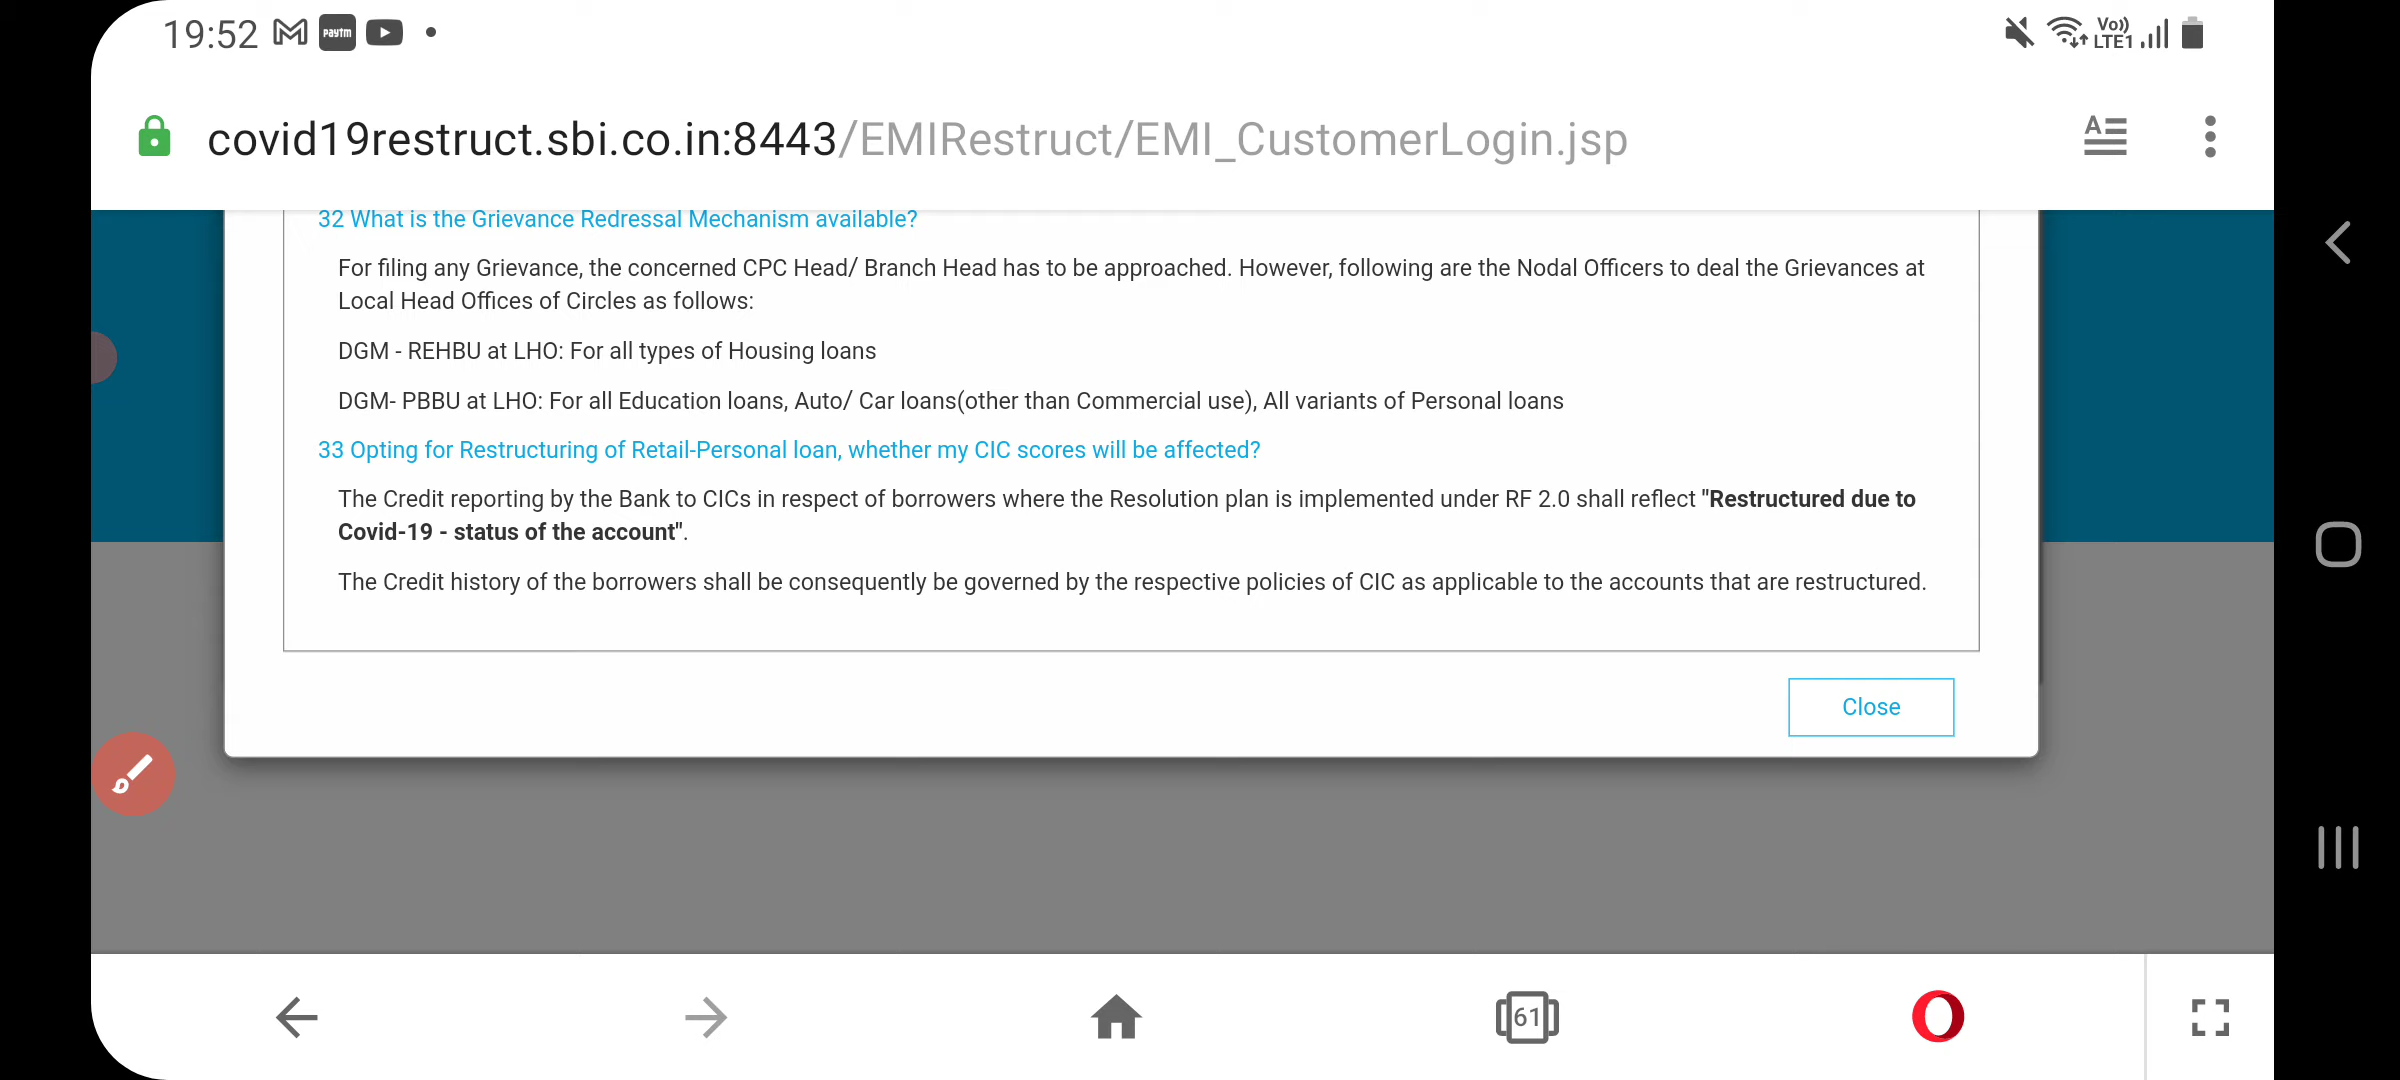 19:52
paytm
Vo))
LTE1
covid19restruct.sbi.co.in:8443/EMIRestruct/EMI_CustomerLogin.jsp
32 What is the Grievance Redressal Mechanism available?
For filing any Grievance, the concerned CPC Head/ Branch Head has to be approached. However, following are the Nodal Officers to deal the Grievances at
Local Head Offices of Circles as follows:
DGM - REHBU at LHO: For all types of Housing loans
DGM- PBBU at LHO: For all Education loans, Auto/ Car loans(other than Commercial use), All variants of Personal loans
33 Opting for Restructuring of Retail-Personal loan, whether my CIC scores will be affected?
The Credit reporting by the Bank to CICs in respect of borrowers where the Resolution plan is implemented under RF 2.0 shall reflect "Restructured due to
Covid-19 - status of the account".
The Credit history of the borrowers shall be consequently be governed by the respective policies of CIC as applicable to the accounts that are restructured.
Close
61